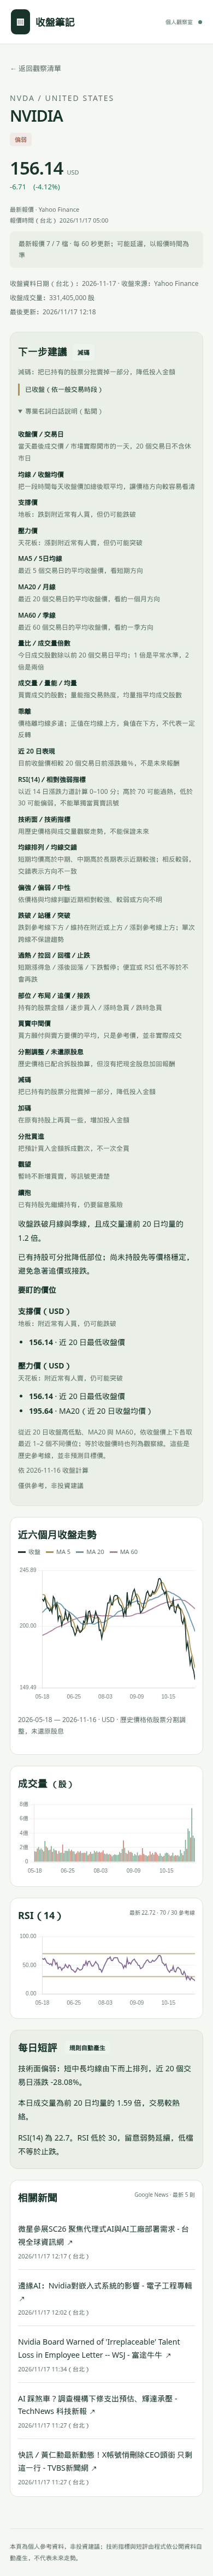 收盤筆記
個人觀察室
← 返回觀察清單
NVDA / UNITED STATES
NVIDIA
偏弱
156.14 USD
-6.71 (-4.12%)
最新報價 · Yahoo Finance
報價時間（台北） 2026/11/17 05:00
最新報價 7 / 7 檔 · 每 60 秒更新；可能延遲，以報價時間為
準
收盤資料日期（台北）：2026-11-17 · 收盤來源：Yahoo Finance
收盤成交量：331,405,000 股
最後更新：2026/11/17 12:18
下一步建議 減碼
減碼：把已持有的股票分批賣掉一部分，降低投入金額
已收盤（依一般交易時段）
▼ 專業名詞白話說明（點開）
收盤價 / 交易日
當天最後成交價 / 市場實際開市的一天，20 個交易日不含休
市日
均線 / 收盤均價
把一段時間每天收盤價加總後取平均，讓價格方向較容易看清
支撐價
地板：跌到附近常有人買，但仍可能跌破
壓力價
天花板：漲到附近常有人賣，但仍可能突破
MA5 / 5日均線
最近 5 個交易日的平均收盤價，看短期方向
MA20 / 月線
最近 20 個交易日的平均收盤價，看約一個月方向
MA60 / 季線
最近 60 個交易日的平均收盤價，看約一季方向
量比 / 成交量倍數
今日成交股數除以前 20 個交易日平均；1 倍是平常水準，2
倍是兩倍
成交量 / 量能 / 均量
買賣成交的股數；量能指交易熱度，均量指平均成交股數
乖離
價格離均線多遠；正值在均線上方，負值在下方，不代表一定
反轉
近 20 日表現
目前收盤價相較 20 個交易日前漲跌幾％，不是未來報酬
RSI(14) / 相對強弱指標
以近 14 日漲跌力道計算 0–100 分；高於 70 可能過熱，低於
30 可能偏弱，不能單獨當買賣訊號
技術面 / 技術指標
用歷史價格與成交量觀察走勢，不能保證未來
均線排列 / 均線交錯
短期均價高於中期、中期高於長期表示近期較強；相反較弱，
交錯表示方向不一致
偏強 / 偏弱 / 中性
依價格與均線判斷近期相對較強、較弱或方向不明
跌破 / 站穩 / 突破
跌到參考線下方 / 維持在附近或上方 / 漲到參考線上方；單次
跨線不保證趨勢
過熱 / 拉回 / 回檔 / 止跌
短期漲得急 / 漲後回落 / 下跌暫停；便宜或 RSI 低不等於不
會再跌
部位 / 布局 / 追價 / 接跌
持有的股票金額 / 逐步買入 / 漲時急買 / 跌時急買
買賣中間價
買方願付與賣方要價的平均，只是參考價，並非實際成交
分割調整 / 未還原股息
歷史價格已配合拆股換算，但沒有把現金股息加回報酬
減碼
把已持有的股票分批賣掉一部分，降低投入金額
加碼
在原有持股上再買一些，增加投入金額
分批買進
把預計買入金額拆成數次，不一次全買
觀望
暫時不新增買賣，等訊號更清楚
續抱
已有持股先繼續持有，仍要留意風險
收盤跌破月線與季線，且成交量達前 20 日均量的
1.2 倍。
已有持股可分批降低部位；尚未持股先等價格穩定，
避免急著追價或接跌。
要盯的價位
支撐價（USD）
地板：附近常有人買，仍可能跌破
• 156.14 · 近 20 日最低收盤價
壓力價（USD）
天花板：附近常有人賣，仍可能突破
• 156.14 · 近 20 日最低收盤價
• 195.64 · MA20（近 20 日收盤均價）
從近 20 日收盤高低點、MA20 與 MA60，依收盤價上下各取
最近 1–2 個不同價位；等於收盤價時也列為觀察線。這些是
歷史參考線，並非預測目標價。
依 2026-11-16 收盤計算
僅供參考，非投資建議
近六個月收盤走勢
收盤 MA 5 MA 20 MA 60
245.89
200.00
149.49
05-18 06-25 08-03 09-09 10-15
2026-05-18 — 2026-11-16 · USD · 歷史價格依股票分割調
整，未還原股息
成交量（股）
8億
6億
4億
2億
0
05-18 06-25 08-03 09-09 10-15
RSI（14） 最新 22.72 · 70 / 30 參考線
100.00
50.00
0.00
05-18 06-25 08-03 09-09 10-15
每日短評 規則自動產生
技術面偏弱：短中長均線由下而上排列，近 20 個交
易日漲跌 -28.08%。
本日成交量為前 20 日均量的 1.59 倍，交易較熱
絡。
RSI(14) 為 22.7。RSI 低於 30，留意弱勢延續，低檔
不等於止跌。
相關新聞 Google News · 最新 5 則
微星參展SC26 聚焦代理式AI與AI工廠部署需求 - 台
視全球資訊網 ↗
2026/11/17 12:17（台北）
邊緣AI：Nvidia對嵌入式系統的影響 - 電子工程專輯
↗
2026/11/17 12:02（台北）
Nvidia Board Warned of 'Irreplaceable' Talent
Loss in Employee Letter -- WSJ - 富途牛牛 ↗
2026/11/17 11:34（台北）
AI 踩煞車？調查機構下修支出預估、輝達承壓 -
TechNews 科技新報 ↗
2026/11/17 11:27（台北）
快訊 / 黃仁勳最新動態！X帳號悄刪除CEO頭銜 只剩
這一行 - TVBS新聞網 ↗
2026/11/17 11:27（台北）
本頁為個人參考資料，非投資建議；技術指標與短評由程式依公開資料自
動產生，不代表未來走勢。